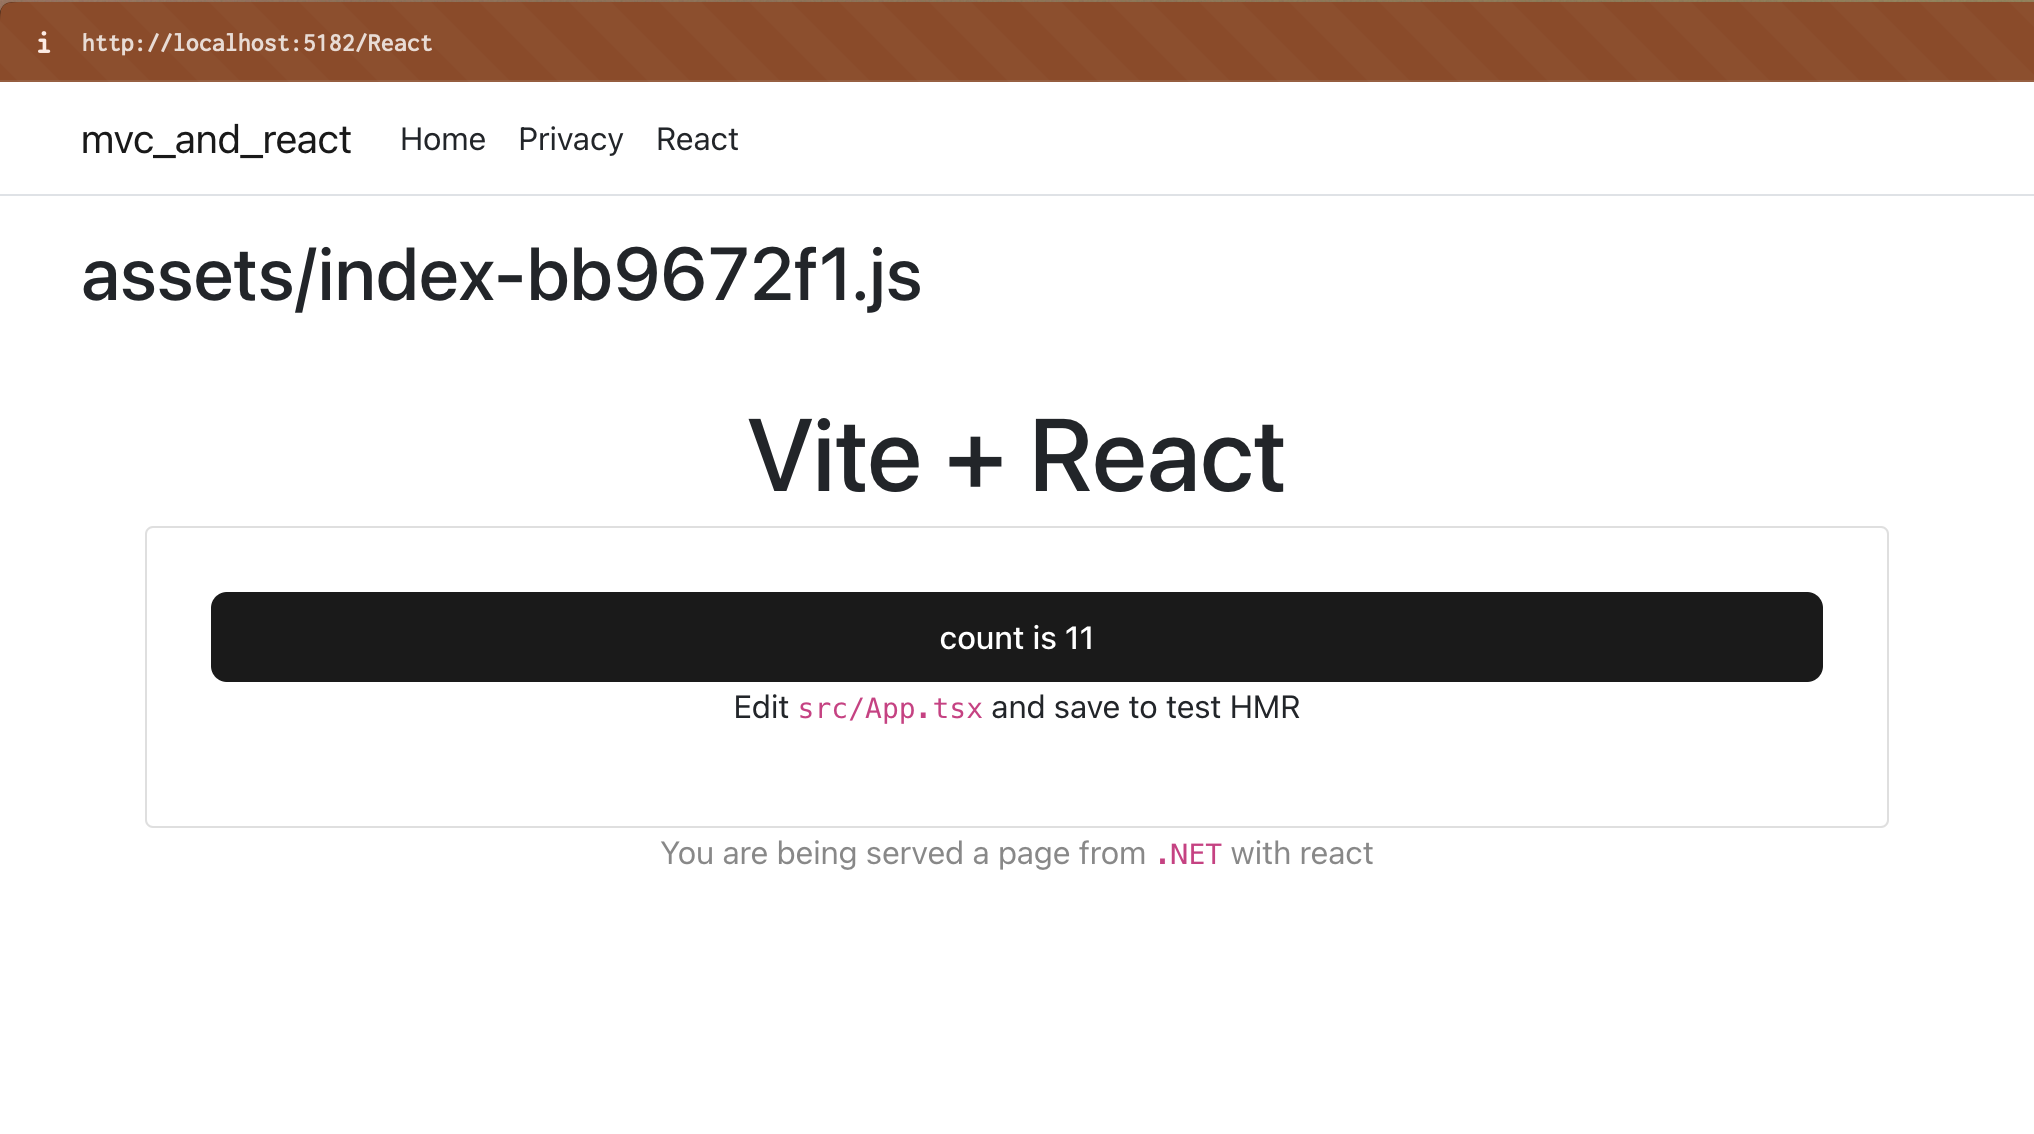 http://localhost:5182/React
mvc_and_react Home Privacy React
assets/index-bb9672f1.js
Vite + React
count is 11
Edit src/App.tsx and save to test HMR
You are being served a page from .NET with react